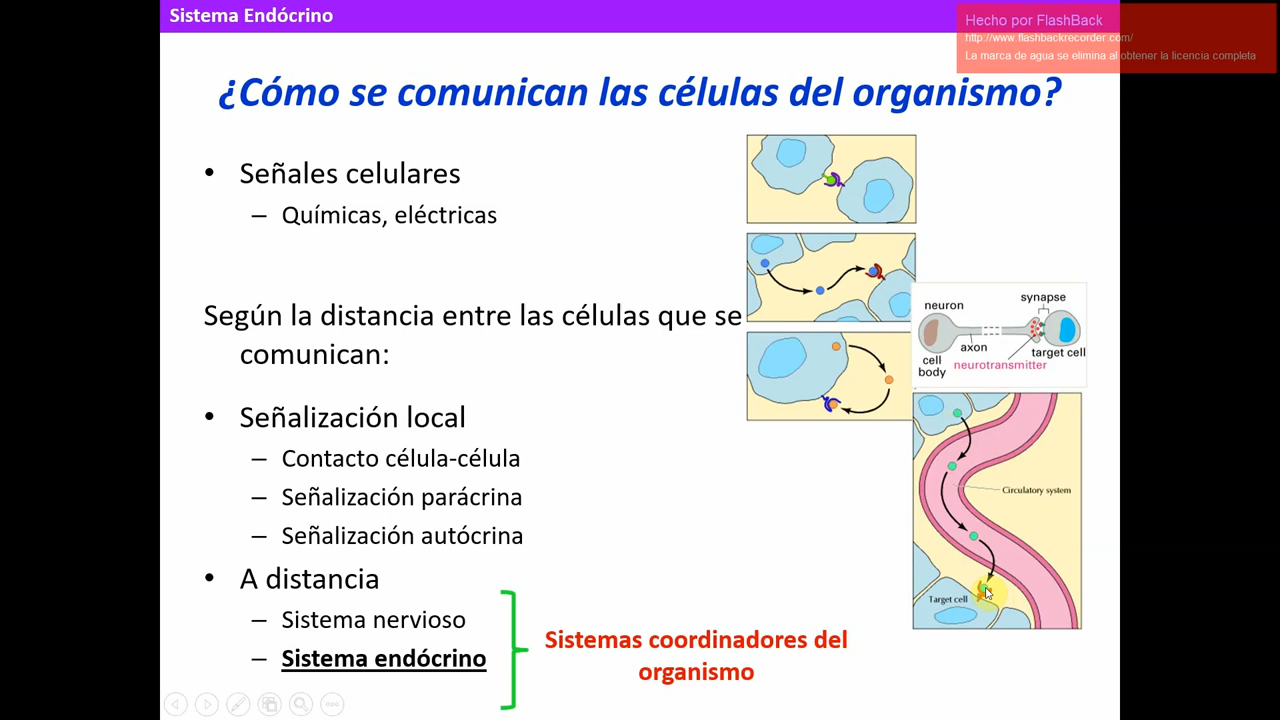 Sistema Endócrino
Hecho por FlashBack
http://www.flashbackrecorder.com/
La marca de agua se elimina al obtener la licencia completa
¿Cómo se comunican las células del organismo?
• Señales celulares
– Químicas, eléctricas
Según la distancia entre las células que se
comunican:
• Señalización local
– Contacto célula-célula
– Señalización parácrina
– Señalización autócrina
• A distancia
– Sistema nervioso
– Sistema endócrino
Sistemas coordinadores del
organismo
neuron
synapse
axon
cell
body
target cell
neurotransmitter
Circulatory system
Target cell